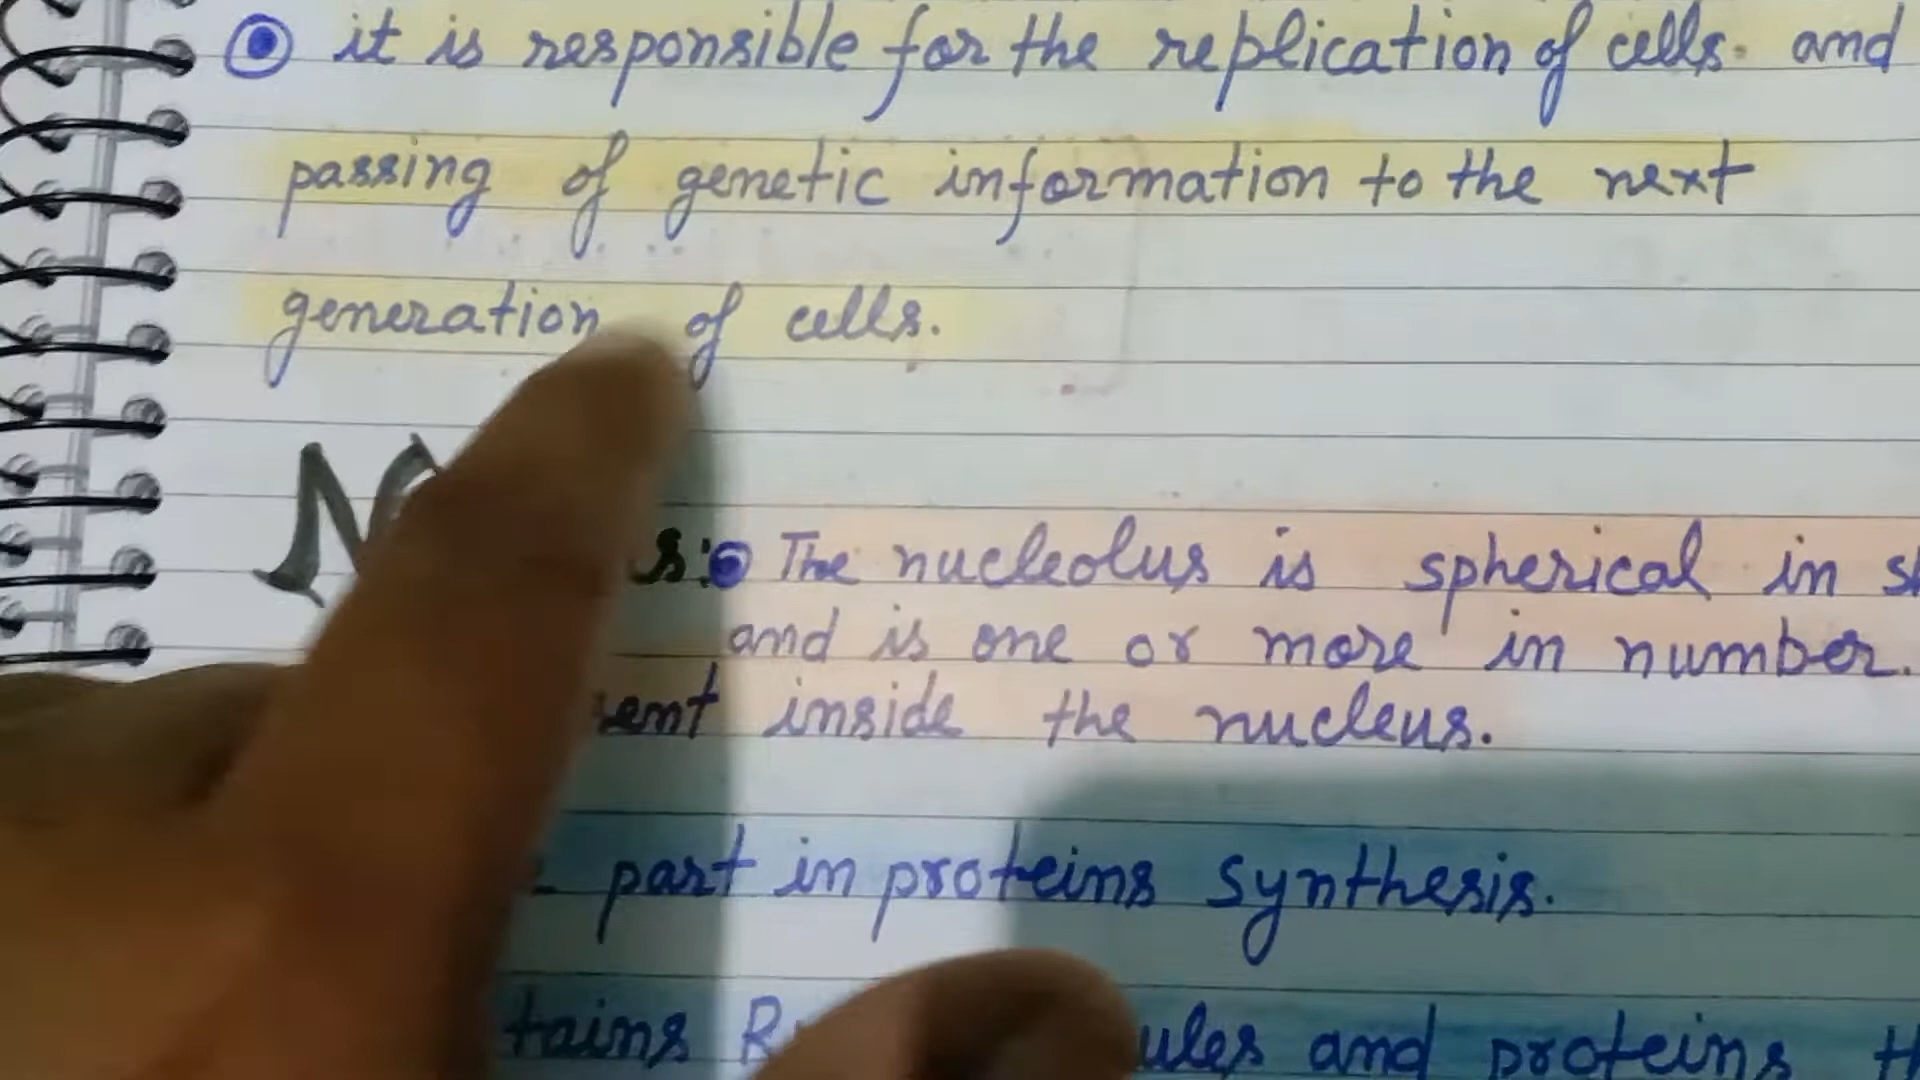 it is responsible for the replication of cells. and
passing of genetic information to the next
generation of cells.
The nucleolus is spherical in
and is one or more in number.
inside the nucleus.
part in proteins synthesis.
and proteins